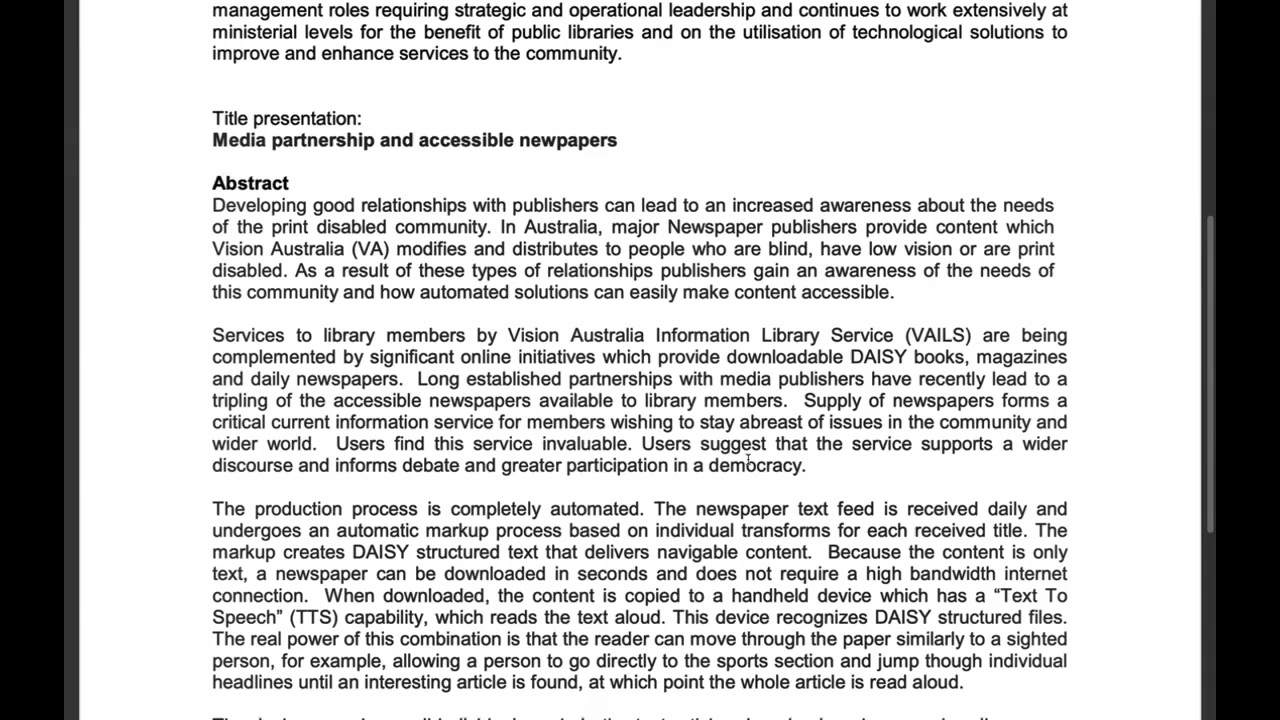 management roles requiring strategic and operational leadership and continues to work extensively at
ministerial levels for the benefit of public libraries and on the utilisation of technological solutions to
improve and enhance services to the community.
Title presentation:
Media partnership and accessible newpapers
Abstract
Developing good relationships with publishers can lead to an increased awareness about the needs
of the print disabled community. In Australia, major Newspaper publishers provide content which
Vision Australia (VA) modifies and distributes to people who are blind, have low vision or are print
disabled. As a result of these types of relationships publishers gain an awareness of the needs of
this community and how automated solutions can easily make content accessible.
Services to library members by Vision Australia Information Library Service (VAILS) are being
complemented by significant online initiatives which provide downloadable DAISY books, magazines
and daily newspapers.  Long established partnerships with media publishers have recently lead to a
tripling of the accessible newspapers available to library members.  Supply of newspapers forms a
critical current information service for members wishing to stay abreast of issues in the community and
wider world.  Users find this service invaluable. Users suggest that the service supports a wider
discourse and informs debate and greater participation in a democracy.
The production process is completely automated. The newspaper text feed is received daily and
undergoes an automatic markup process based on individual transforms for each received title. The
markup creates DAISY structured text that delivers navigable content.  Because the content is only
text, a newspaper can be downloaded in seconds and does not require a high bandwidth internet
connection.  When downloaded, the content is copied to a handheld device which has a “Text To
Speech” (TTS) capability, which reads the text aloud. This device recognizes DAISY structured files.
The real power of this combination is that the reader can move through the paper similarly to a sighted
person, for example, allowing a person to go directly to the sports section and jump though individual
headlines until an interesting article is found, at which point the whole article is read aloud.